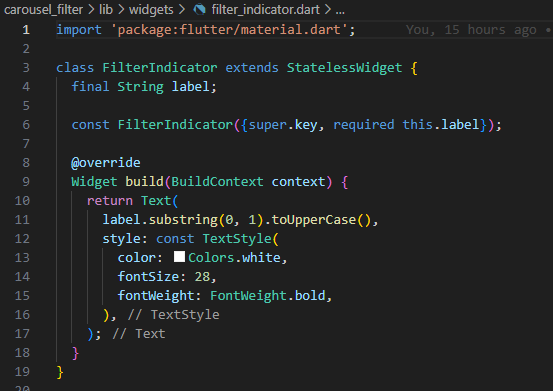 carousel_filter > lib > widgets > filter_indicator.dart > ...
1 import 'package:flutter/material.dart'; You, 15 hours ago •
2
3 class FilterIndicator extends StatelessWidget {
4 final String label;
5
6 const FilterIndicator({super.key, required this.label});
7
8 @override
9 Widget build(BuildContext context) {
10 return Text(
11 label.substring(0, 1).toUpperCase(),
12 style: const TextStyle(
13 color: Colors.white,
14 fontSize: 28,
15 fontWeight: FontWeight.bold,
16 ), // TextStyle
17 ); // Text
18 }
19 }
20